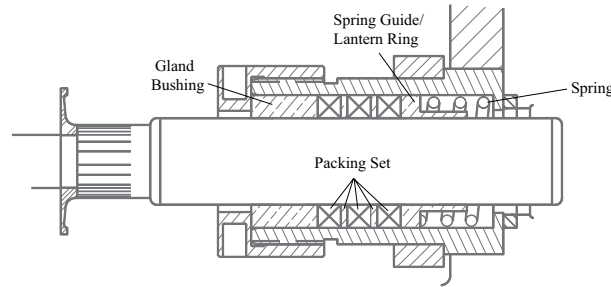 Spring Guide/
Lantern Ring
Gland
Bushing
Spring
Packing Set